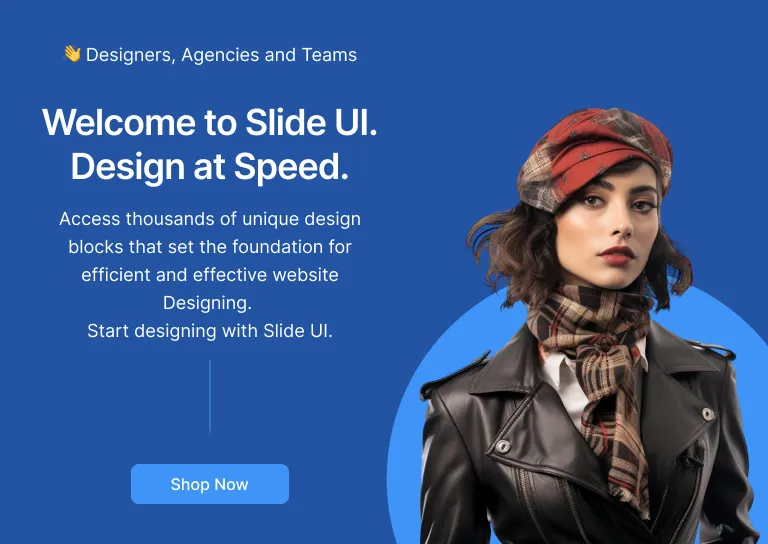 👋 Designers, Agencies and Teams
Welcome to Slide UI.
Design at Speed.
Access thousands of unique design
blocks that set the foundation for
efficient and effective website
Designing.
Start designing with Slide UI.
Shop Now